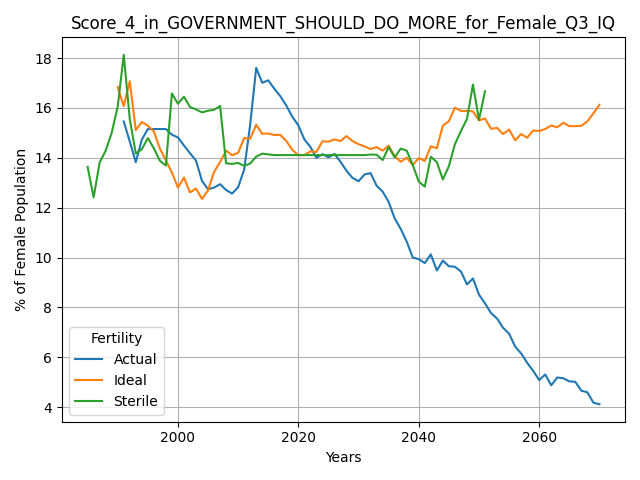 Score_4_in_GOVERNMENT_SHOULD_DO_MORE_for_Female_Q3_IQ
% of Female Population
18
16
14
12
10
8
6
4
Fertility
Actual
Ideal
Sterile
2000 2020 2040 2060
Years